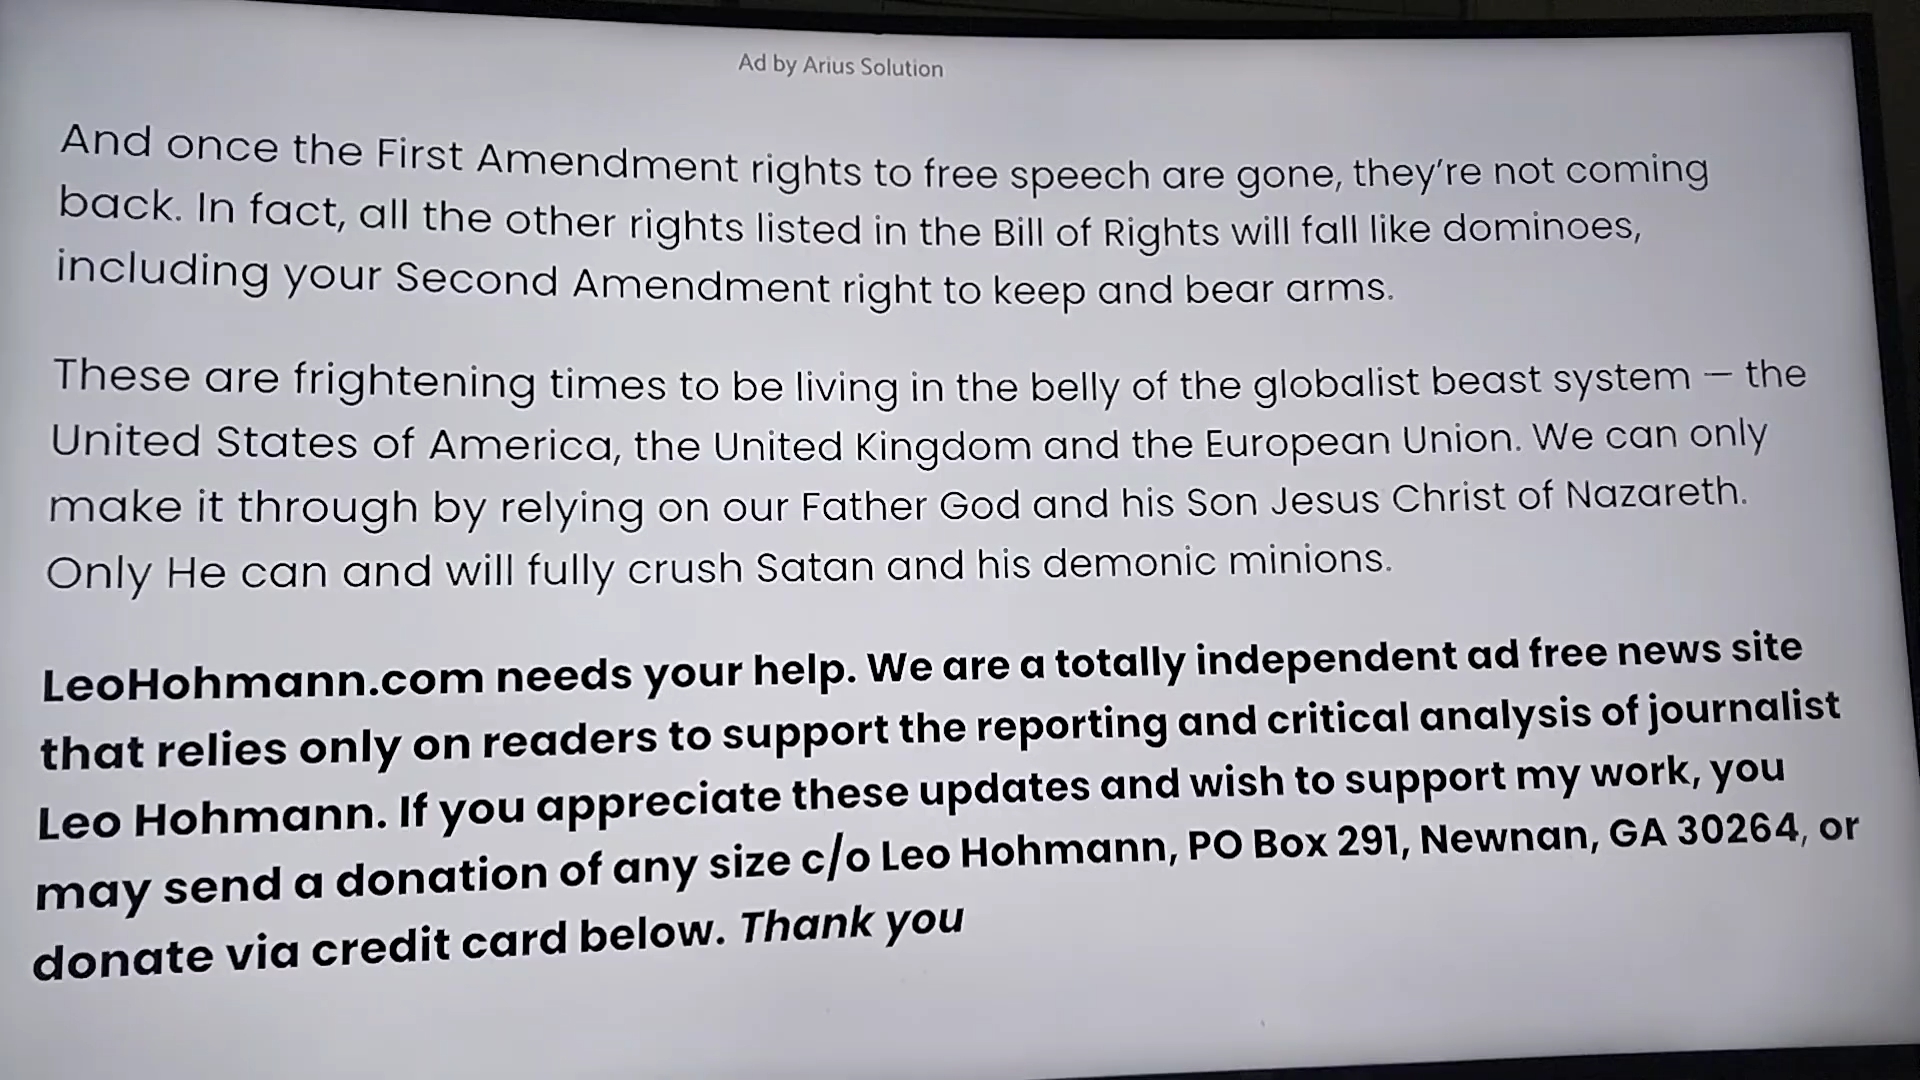 Ad by Arius Solution
And once the First Amendment rights to free speech are gone, they're not coming
back. In fact, all the other rights listed in the Bill of Rights will fall like dominoes,
including your Second Amendment right to keep and bear arms.
These are frightening times to be living in the belly of the globalist beast system — the
United States of America, the United Kingdom and the European Union. We can only
make it through by relying on our Father God and his Son Jesus Christ of Nazareth.
Only He can and will fully crush Satan and his demonic minions.
LeoHohmann.com needs your help. We are a totally independent ad free news site
that relies only on readers to support the reporting and critical analysis of journalist
Leo Hohmann. If you appreciate these updates and wish to support my work, you
may send a donation of any size c/o Leo Hohmann, PO Box 291, Newnan, GA 30264, or
donate via credit card below. Thank you